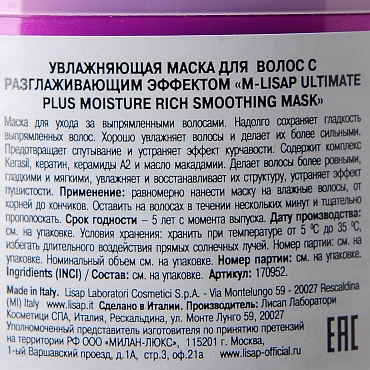 УВЛАЖНЯЮЩАЯ МАСКА ДЛЯ ВОЛОС С
РАЗГЛАЖИВАЮЩИМ ЭФФЕКТОМ «M-LISAP ULTIMATE
PLUS MOISTURE RICH SMOOTHING MASK»
Маска для ухода за выпрямленными волосами. Надолго сохраняет гладкость
выпрямленных волос. Хорошо увлажняет волосы и делает их более сильными.
Предотвращает спутывание и устраняет эффект курчавости. Содержит комплекс
Kerasil, кератин, керамиды А2 и масло макадамии. Делает волосы более ровными,
гладкими и мягкими, увлажняет и восстанавливает их структуру, устраняет эффект
пушистости. Применение: равномерно нанести маску на влажные волосы, от
корней до кончиков. Оставить на волосах в течении нескольких минут и тщательно
прополоскать. Срок годности – 5 лет с момента выпуска. Дата производства:
см. на упаковке. Условия хранения: хранить при температуре от 5 °C до 35 °C,
избегать длительного воздействия прямых солнечных лучей. Номер партии: см. на
упаковке. Номинальный объем см. на упаковке. Номер партии: см. на упаковке.
Ingridients (INCI) / Состав: см. на упаковке. Артикул: 170952.
Made in Italy. Lisap Laboratori Cosmetici S.p.A. - Via Montelungo 59 - 20027 Rescaldina
(MI) Italy www.lisap.com Сделано в Италии. Производитель: Лисап Лаборатори
Косметици СПА, Италия, Рескальдина, ул. Монте Лунго 59, 20027
Уполномоченный представитель изготовителя по принятию претензий
на территории РФ ООО «МИЛАН-ЛЮКС», 115201 г. Москва,
1-ый Варшавский проезд, д.1А, стр.3, оф.21а www.lisap-official.ru
EAC